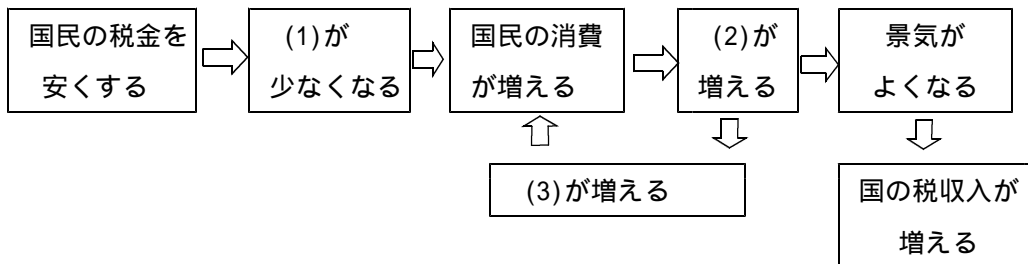 国民の税金を
安くする
(1)が
少なくなる
国民の消費
が増える
(2)が
増える
景気が
よくなる
(3)が増える
国の税収入が
増える